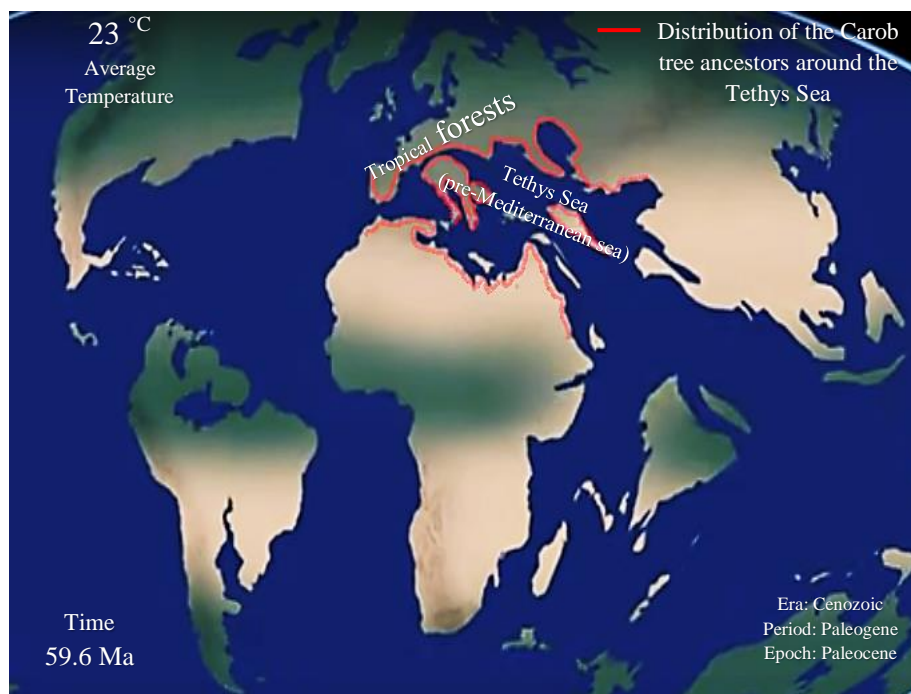 23 °C
Average
Temperature
Distribution of the Carob
tree ancestors around the
Tethys Sea
Tropical forests
Tethys Sea
(pre-Mediterranean sea)
Time
59.6 Ma
Era: Cenozoic
Period: Paleogene
Epoch: Paleocene